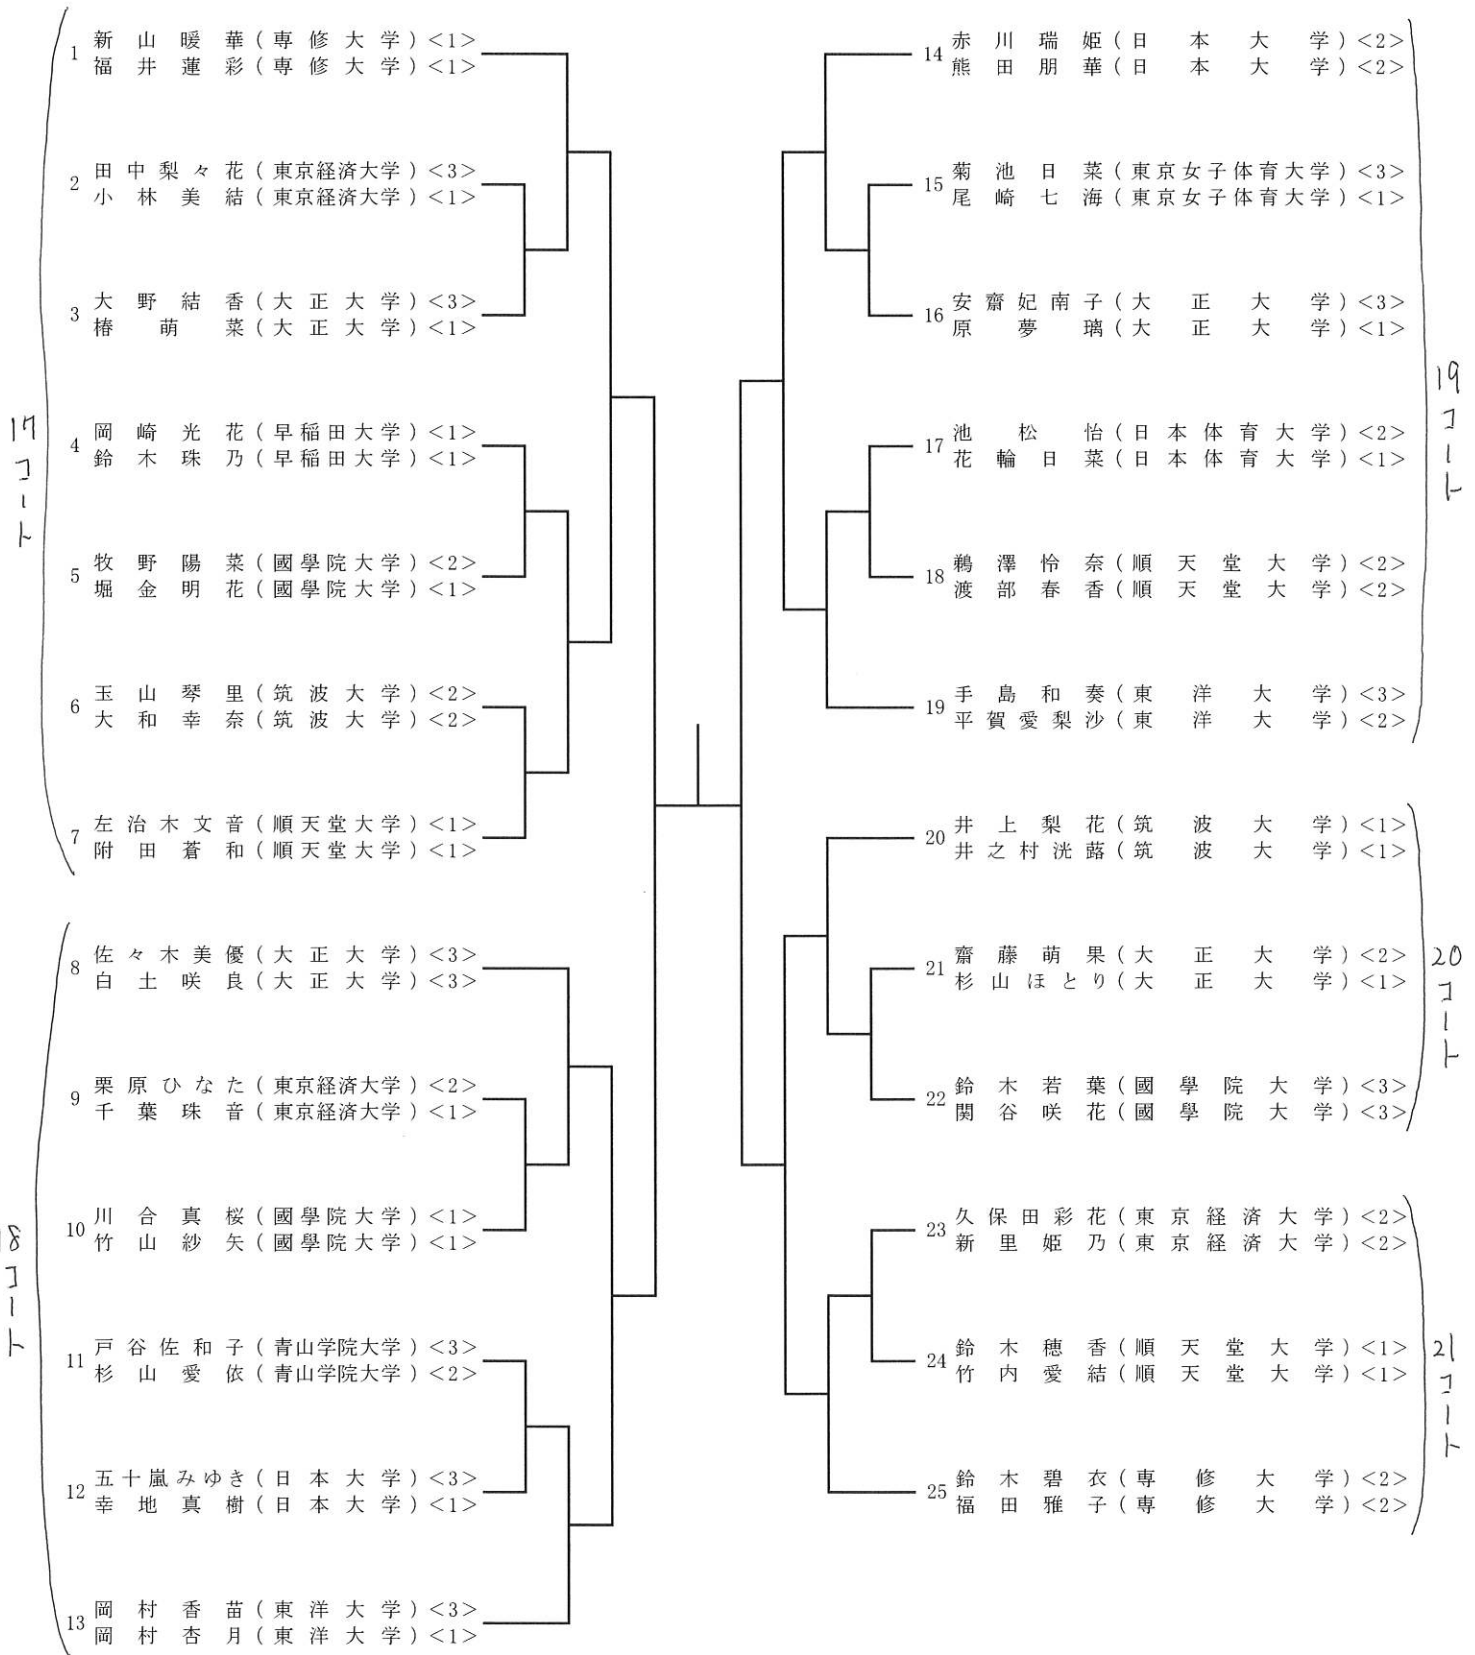 17コート
1 新山暖華(専修大学)<1>
福井蓮彩(専修大学)<1>
2 田中梨々花(東京経済大学)<3>
小林美結(東京経済大学)<1>
3 大野結香(大正大学)<3>
椿萌菜(大正大学)<1>
4 岡崎光花(早稲田大学)<1>
鈴木珠乃(早稲田大学)<1>
5 牧野陽菜(國學院大学)<2>
堀金明花(國學院大学)<1>
6 玉山琴里(筑波大学)<2>
大和幸奈(筑波大学)<2>
7 左治木文音(順天堂大学)<1>
附田蒼和(順天堂大学)<1>
18コート
8 佐々木美優(大正大学)<3>
白土咲良(大正大学)<3>
9 栗原ひなた(東京経済大学)<2>
千葉珠音(東京経済大学)<1>
10 川合真桜(國學院大学)<1>
竹山紗矢(國學院大学)<1>
11 戸谷佐和子(青山学院大学)<3>
杉山愛依(青山学院大学)<2>
12 五十嵐みゆき(日本大学)<3>
幸地真樹(日本大学)<1>
13 岡村香苗(東洋大学)<3>
岡村杏月(東洋大学)<1>
19コート
14 赤川瑞姫(日本大学)<2>
熊田朋華(日本大学)<2>
15 菊池日菜(東京女子体育大学)<3>
尾崎七海(東京女子体育大学)<1>
16 安齋妃南子(大正大学)<3>
原夢璃(大正大学)<1>
17 池松怡(日本体育大学)<2>
花輪日菜(日本体育大学)<1>
18 鵜澤怜奈(順天堂大学)<2>
渡部春香(順天堂大学)<2>
19 手島和奏(東洋大学)<3>
平賀愛梨沙(東洋大学)<2>
20コート
20 井上梨花(筑波大学)<1>
井之村洸蕗(筑波大学)<1>
21 齋藤萌果(大正大学)<2>
杉山ほとり(大正大学)<1>
22 鈴木若葉(國學院大学)<3>
関谷咲花(國學院大学)<3>
21コート
23 久保田彩花(東京経済大学)<2>
新里姫乃(東京経済大学)<2>
24 鈴木穂香(順天堂大学)<1>
竹内愛結(順天堂大学)<1>
25 鈴木碧衣(専修大学)<2>
福田雅子(専修大学)<2>